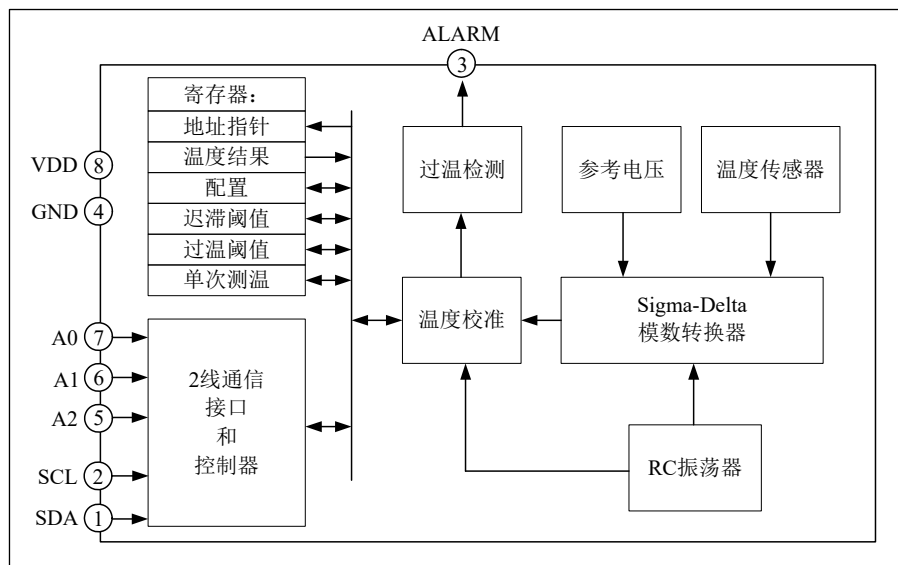 ALARM
3
寄存器：
地址指针
温度结果
配置
迟滞阈值
过温阈值
单次测温
VDD
8
GND
4
过温检测
参考电压
温度传感器
温度校准
Sigma-Delta
模数转换器
A0
7
A1
6
A2
5
SCL
2
SDA
1
2线通信
接口
和
控制器
RC振荡器